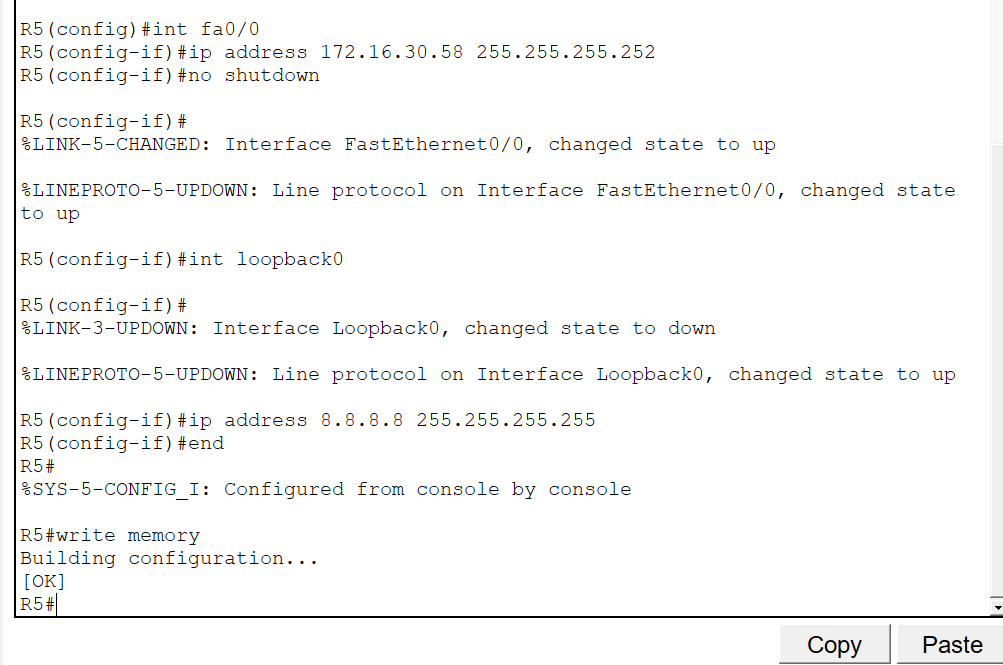 R5(config)#int fa0/0
R5(config-if)#ip address 172.16.30.58 255.255.255.252
R5(config-if)#no shutdown
R5(config-if)#
%LINK-5-CHANGED: Interface FastEthernet0/0, changed state to up
%LINEPROTO-5-UPDOWN: Line protocol on Interface FastEthernet0/0, changed state
to up
R5(config-if)#int loopback0
R5(config-if)#
%LINK-3-UPDOWN: Interface Loopback0, changed state to down
%LINEPROTO-5-UPDOWN: Line protocol on Interface Loopback0, changed state to up
R5(config-if)#ip address 8.8.8.8 255.255.255.255
R5(config-if)#end
R5#
%SYS-5-CONFIG_I: Configured from console by console
R5#write memory
Building configuration...
[OK]
R5#
Copy Paste